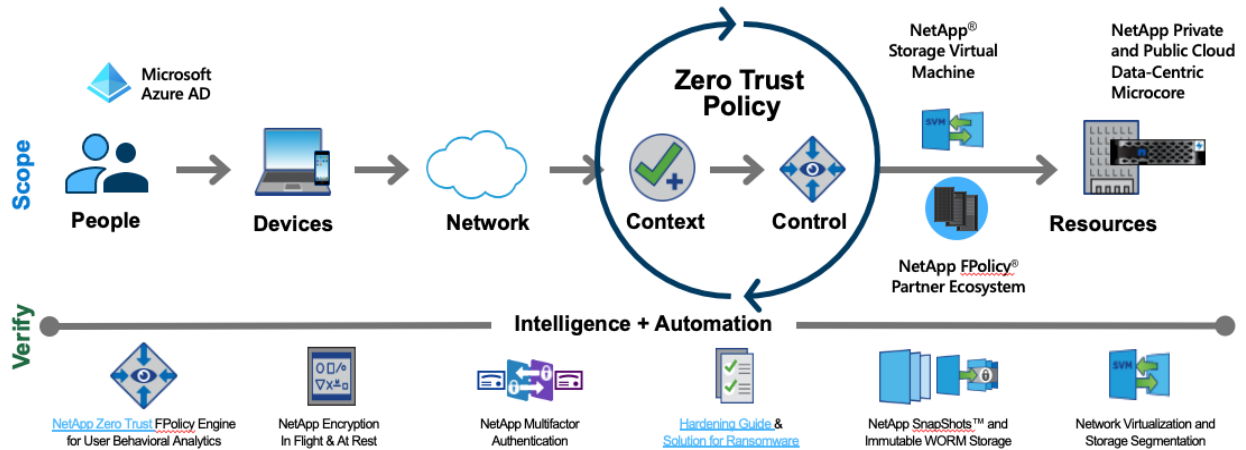 Microsoft
Azure AD
Zero Trust
Policy
NetApp®
Storage Virtual
Machine
NetApp Private
and Public Cloud
Data-Centric
Microcore
SVM
Scope
People
Devices
Network
Context
Control
Resources
NetApp FPolicy®
Partner Ecosystem
Verify
Intelligence + Automation
SVM
NetApp Zero Trust FPolicy Engine
for User Behavioral Analytics
NetApp Encryption
In Flight & At Rest
NetApp Multifactor
Authentication
Hardening Guide &
Solution for Ransomware
NetApp SnapShots™ and
Immutable WORM Storage
Network Virtualization and
Storage Segmentation